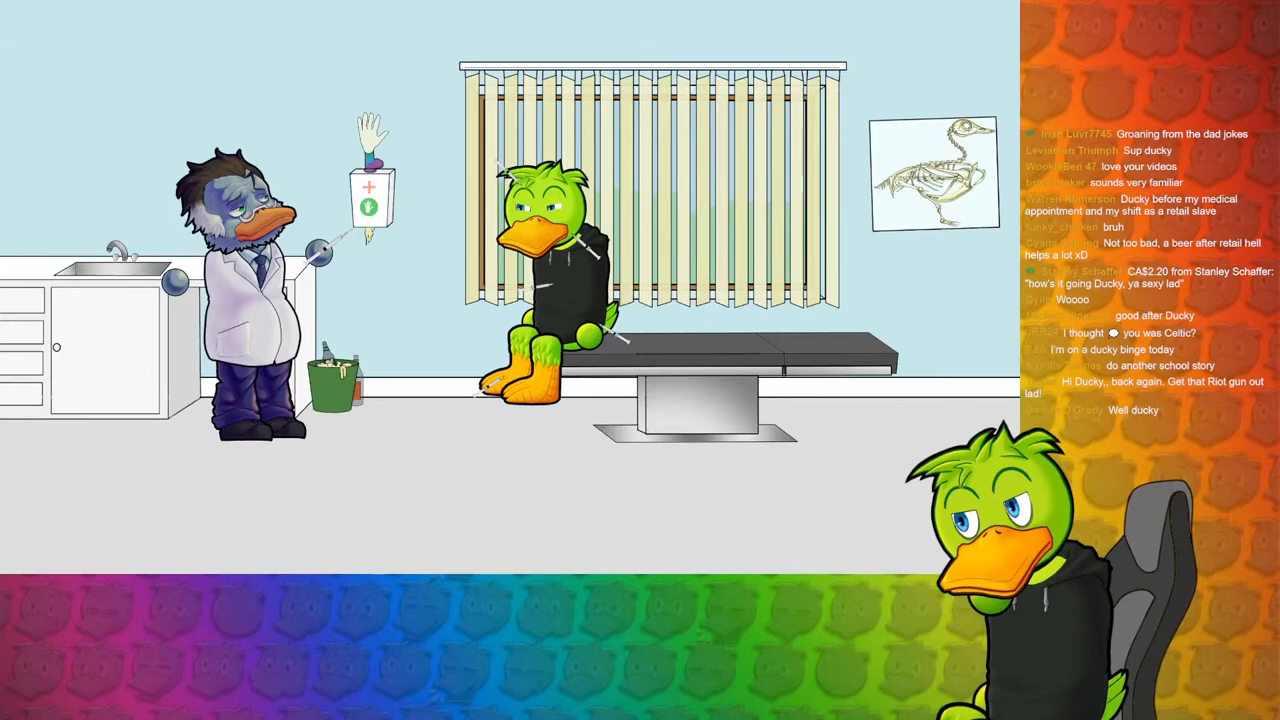 Irish Luvr7745 Groaning from the dad jokes
Leviathan Triumph Sup ducky
WookieBen 47 love your videos
sounds very familiar
Ducky before my medical
appointment and my shift as a retail slave
funky_chicken bruh
Not too bad, a beer after retail hell
helps a lot xD
Stanley Schaffer CA$2.20 from Stanley Schaffer:
"how's it going Ducky, ya sexy lad"
Woooo
good after Ducky
I thought 💬 you was Celtic?
I'm on a ducky binge today
do another school story
Hi Ducky,, back again. Get that Riot gun out
lad!
Well ducky